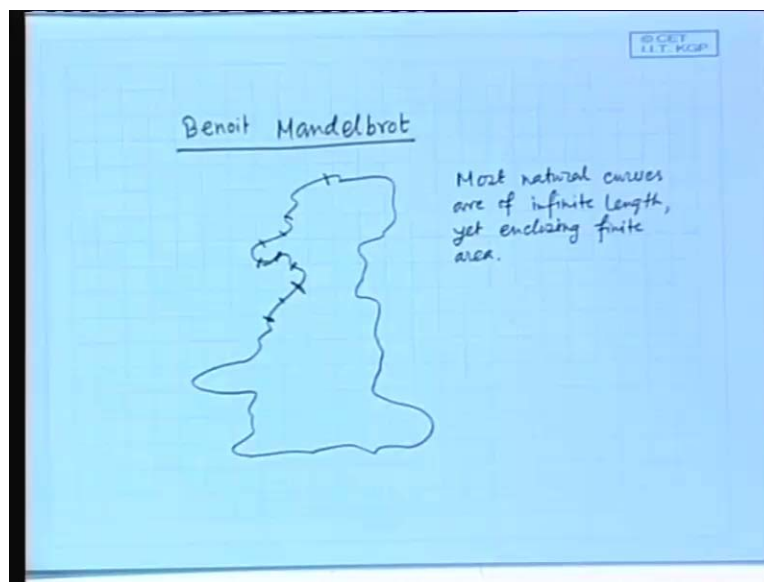 © CET
I.I.T. KGP
Benoit Mandelbrot
Most natural curves
are of infinite length,
yet enclosing finite
area.